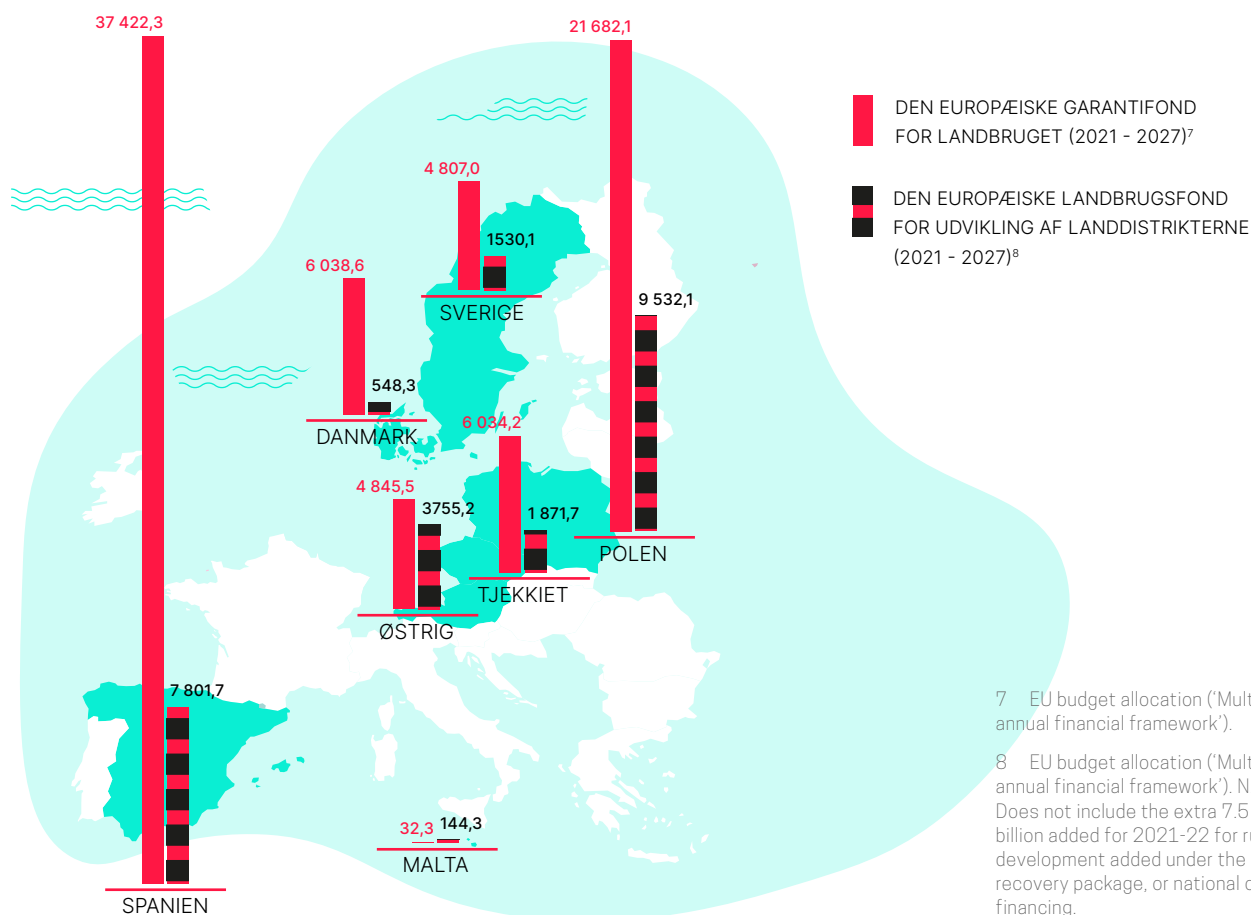 37 422,3
21 682,1
DEN EUROPÆISKE GARANTIFOND
FOR LANDBRUGET (2021 - 2027)7
DEN EUROPÆISKE LANDBRUGSFOND
FOR UDVIKLING AF LANDDISTRIKTERNE
(2021 - 2027)8
4 807,0
1530,1
SVERIGE
6 038,6
548,3
DANMARK
9 532,1
POLEN
6 034,2
1 871,7
TJEKKIET
4 845,5
3755,2
ØSTRIG
7 801,7
SPANIEN
32,3
144,3
MALTA
7 EU budget allocation (‘Mult
annual financial framework’).
8 EU budget allocation (‘Mult
annual financial framework’). N
Does not include the extra 7.5
billion added for 2021-22 for ru
development added under the
recovery package, or national c
financing.